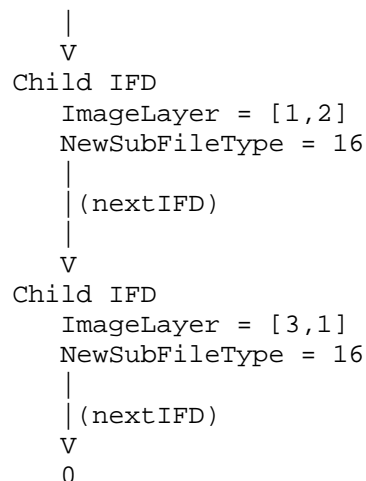 |
V
Child IFD
ImageLayer = [1,2]
NewSubFileType = 16
|
|(nextIFD)
|
V
Child IFD
ImageLayer = [3,1]
NewSubFileType = 16
|
|(nextIFD)
V
0